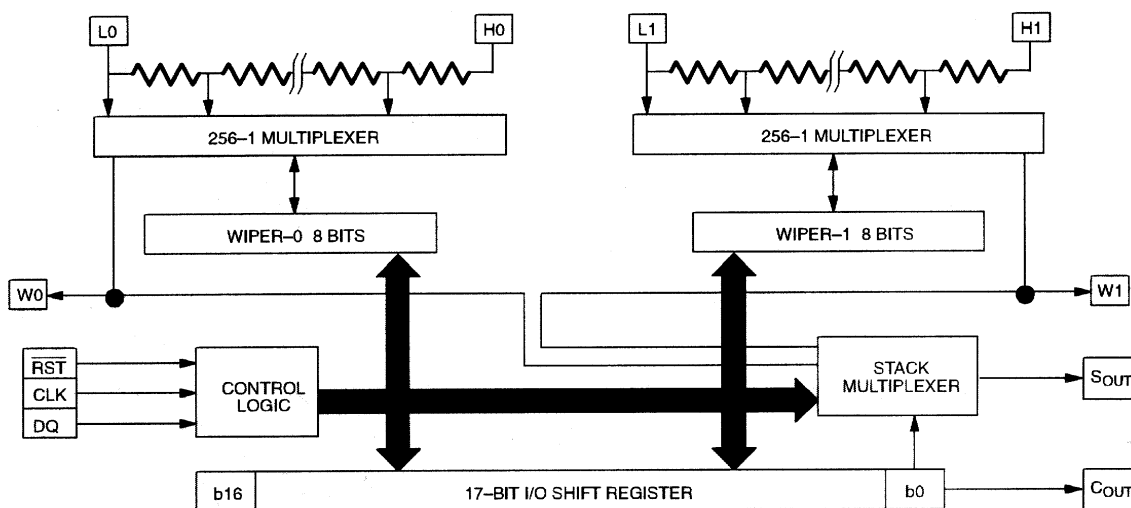 L0
H0
L1
H1
256–1 MULTIPLEXER
256–1 MULTIPLEXER
WIPER–0 8 BITS
WIPER–1 8 BITS
W0
W1
RST
CLK
DQ
CONTROL
LOGIC
STACK
MULTIPLEXER
SOUT
b16
17–BIT I/O SHIFT REGISTER
b0
COUT